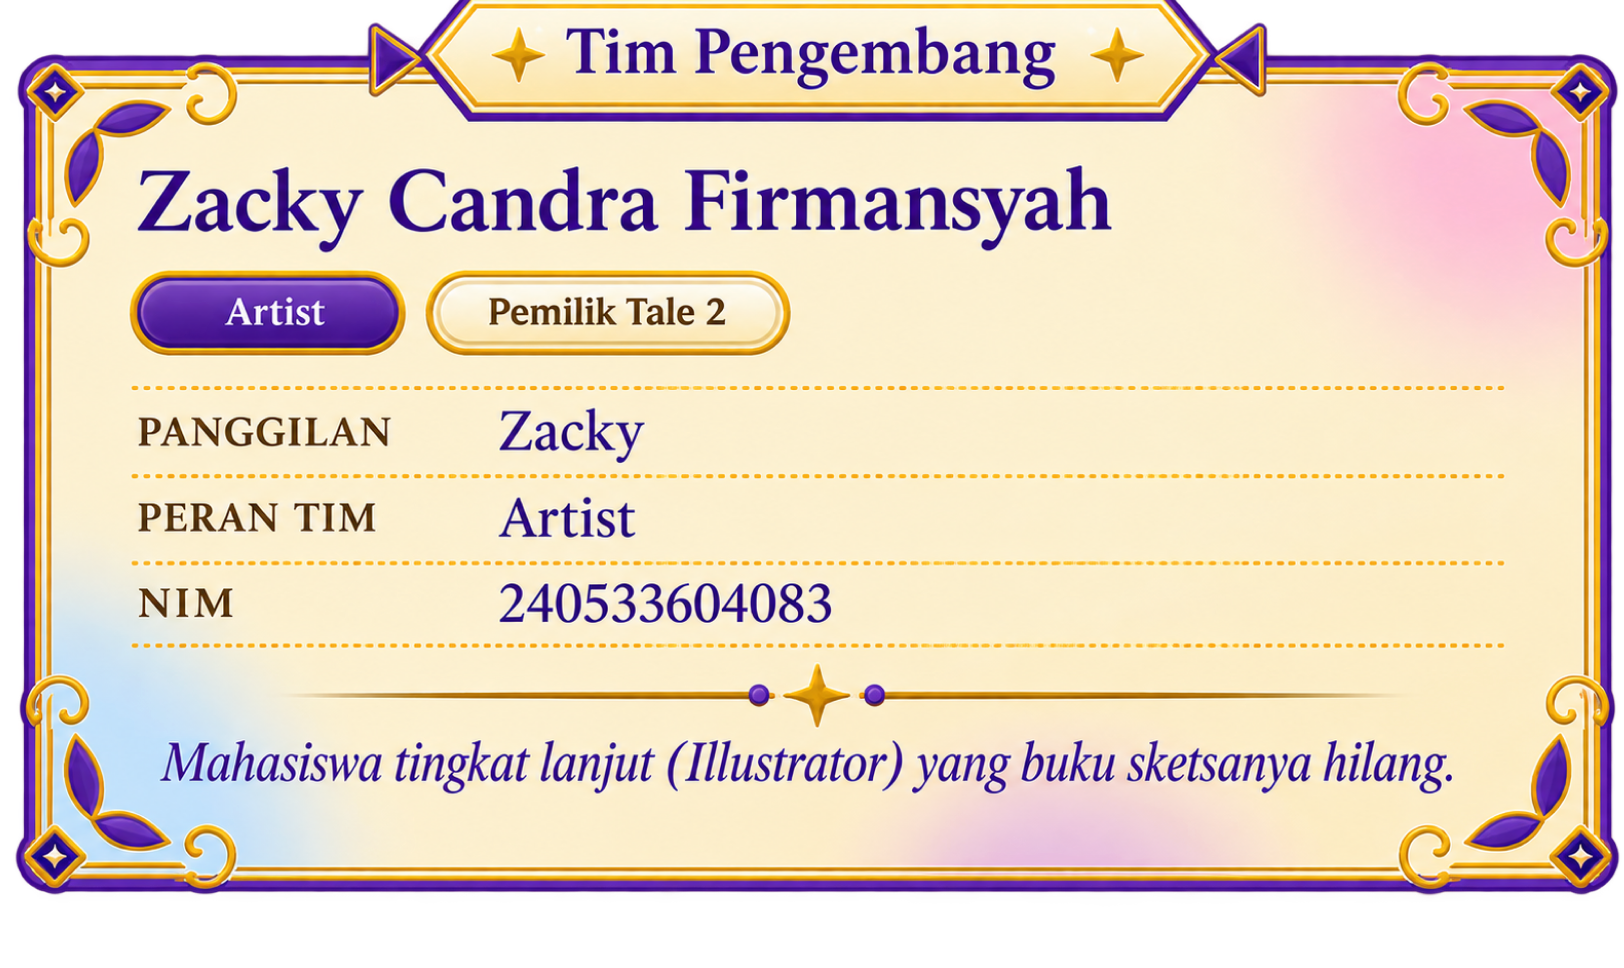 Tim Pengembang
Zacky Candra Firmansyah
Artist
Pemilik Tale 2
PANGGILAN Zacky
PERAN TIM Artist
NIM 240533604083
Mahasiswa tingkat lanjut (Illustrator) yang buku sketsanya hilang.